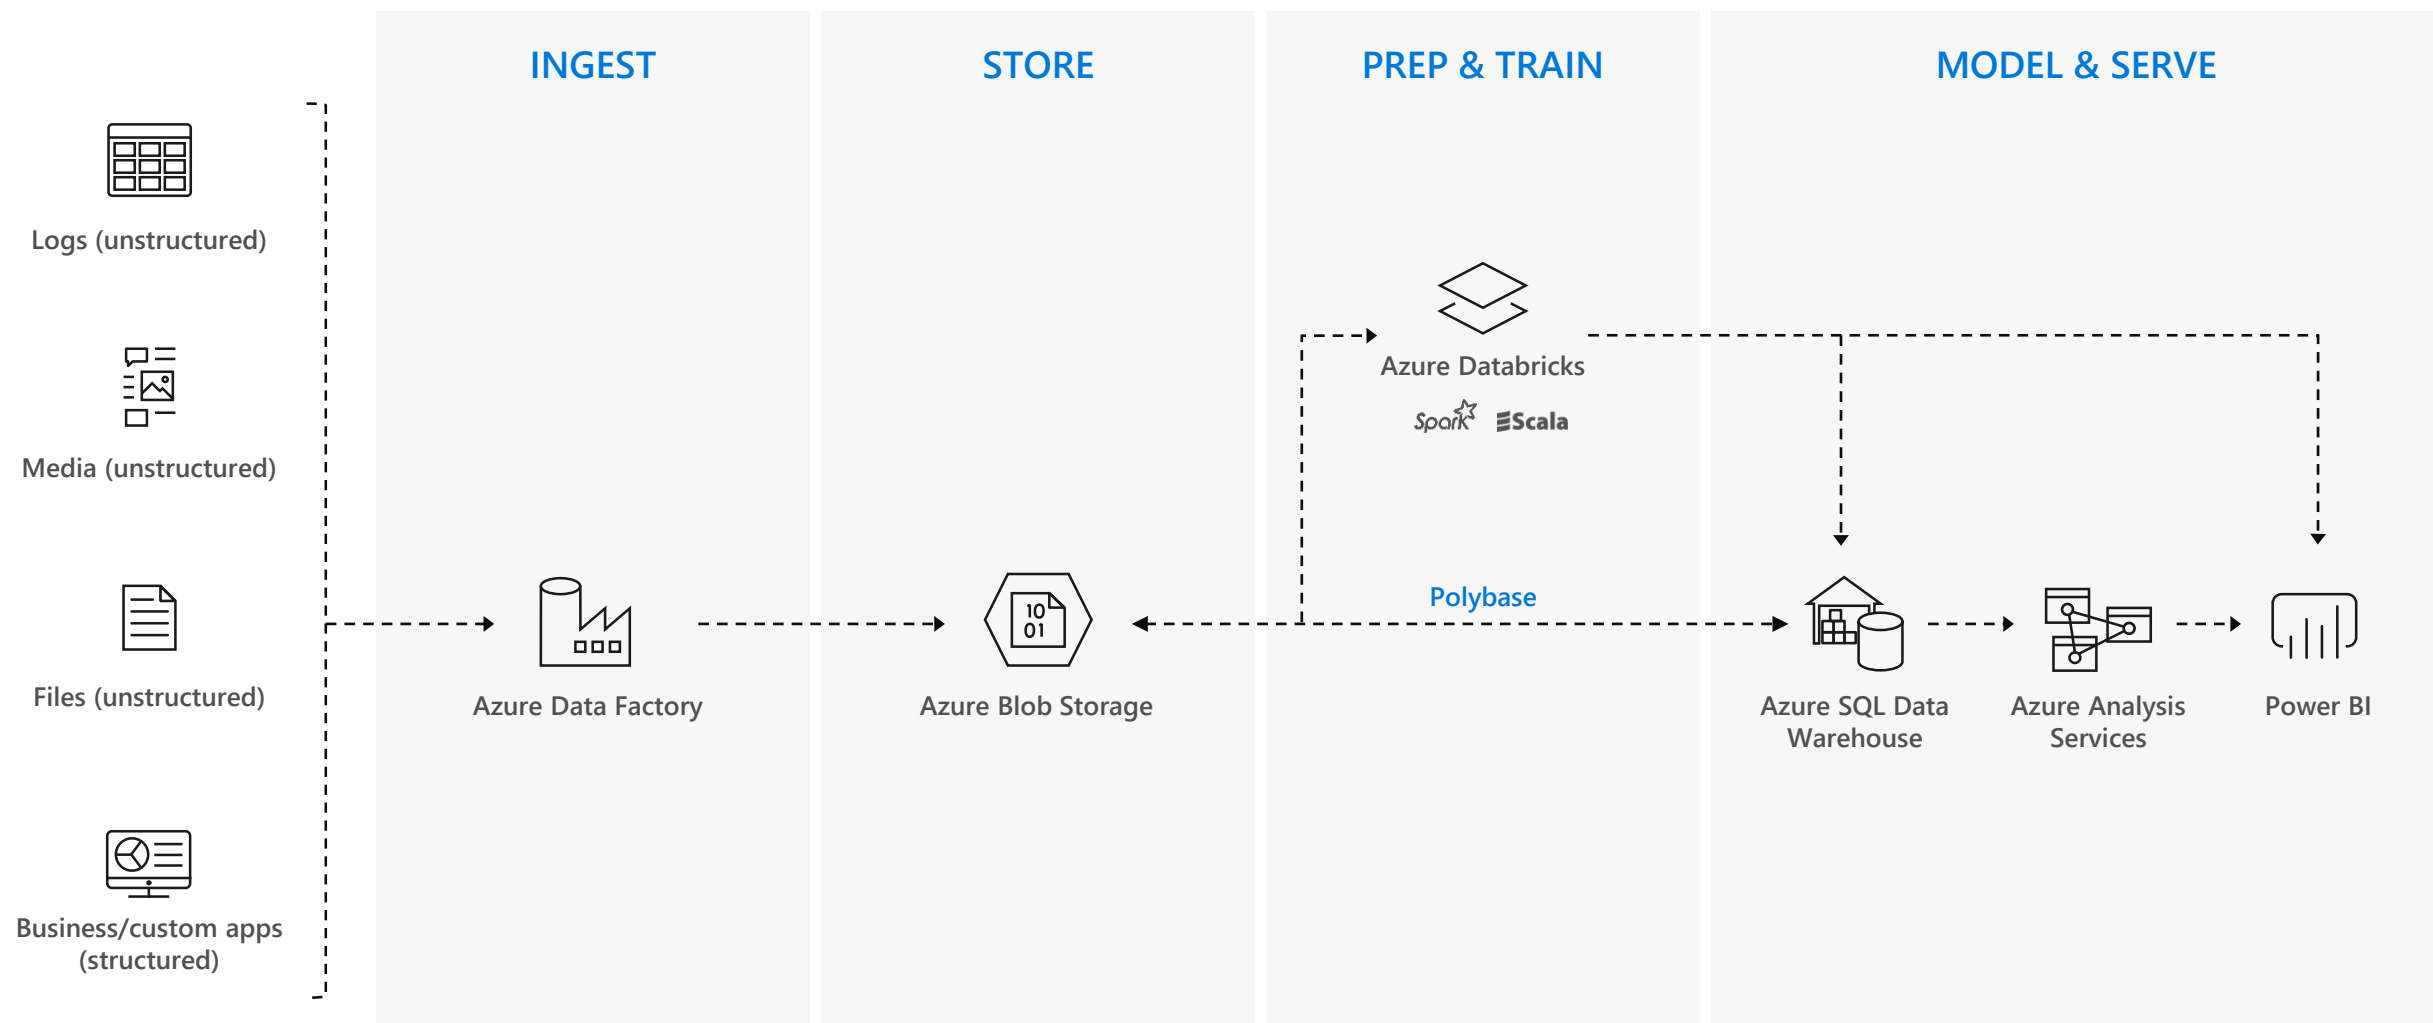 INGEST
STORE
PREP & TRAIN
MODEL & SERVE
Logs (unstructured)
Media (unstructured)
Files (unstructured)
Business/custom apps
(structured)
Azure Data Factory
10
01
Azure Blob Storage
Azure Databricks
Spark
Scala
Polybase
Azure SQL Data
Warehouse
Azure Analysis
Services
Power BI